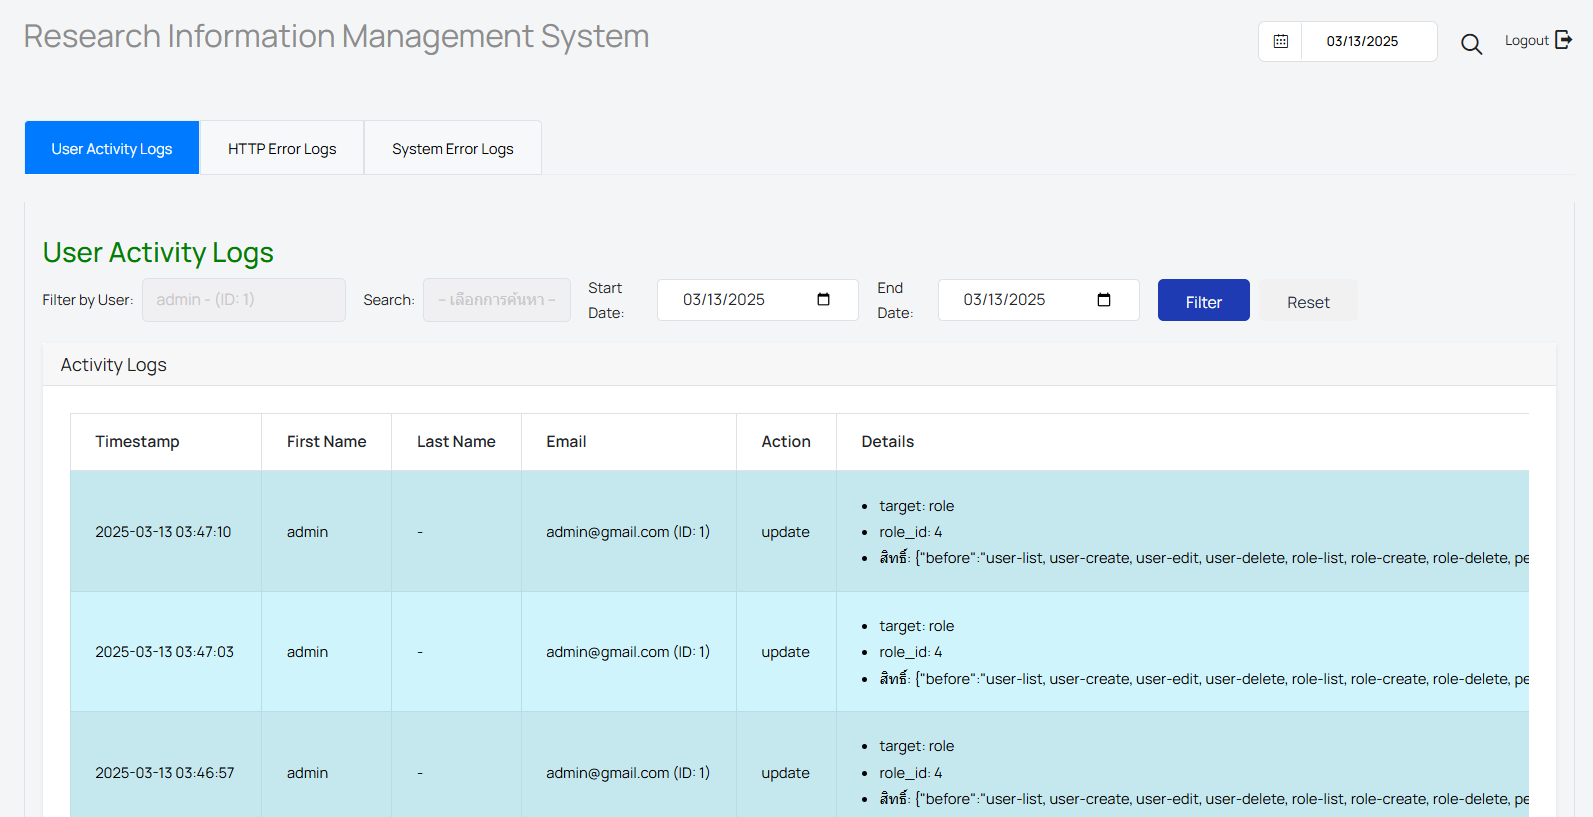 Research Information Management System
03/13/2025
Logout
User Activity Logs
HTTP Error Logs
System Error Logs
User Activity Logs
Filter by User:
admin - (ID: 1)
Search:
-- เลือกการค้นหา --
Start
Date:
03/13/2025
End
Date:
03/13/2025
Filter
Reset
Activity Logs
Timestamp First Name Last Name Email Action Details
2025-03-13 03:47:10 admin - admin@gmail.com (ID: 1) update
target: role
role_id: 4
สิทธิ์: {"before":"user-list, user-create, user-edit, user-delete, role-list, role-create, role-delete, pe
2025-03-13 03:47:03 admin - admin@gmail.com (ID: 1) update
target: role
role_id: 4
สิทธิ์: {"before":"user-list, user-create, user-edit, user-delete, role-list, role-create, role-delete, pe
2025-03-13 03:46:57 admin - admin@gmail.com (ID: 1) update
target: role
role_id: 4
สิทธิ์: {"before":"user-list, user-create, user-edit, user-delete, role-list, role-create, role-delete, pe